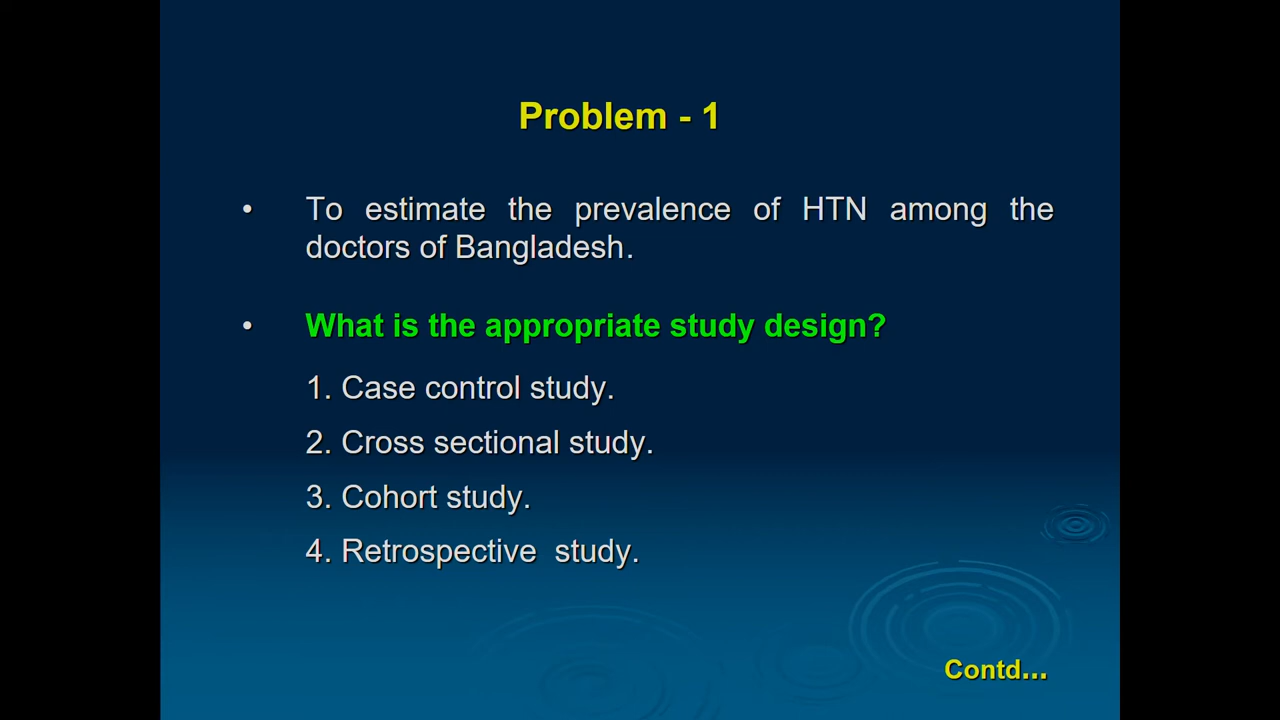 Problem - 1
• To estimate the prevalence of HTN among the
doctors of Bangladesh.
• What is the appropriate study design?
1. Case control study.
2. Cross sectional study.
3. Cohort study.
4. Retrospective study.
Contd...